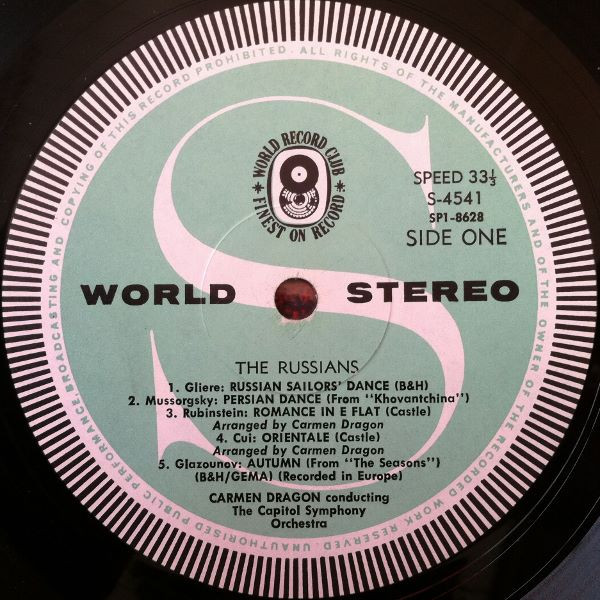 UNAUTHORISED PUBLIC PERFORMANCE, BROADCASTING AND COPYING OF THIS RECORD PROHIBITED. ALL RIGHTS OF THE MANUFACTURERS AND OF THE OWNER OF THE RECORDED WORK RESERVED.
S
WORLD RECORD CLUB
FINEST ON RECORD
SPEED 33⅓
S-4541
SP1-8628
SIDE ONE
WORLD STEREO
THE RUSSIANS
1. Gliere: RUSSIAN SAILORS' DANCE (B&H)
2. Mussorgsky: PERSIAN DANCE (From "Khovantchina")
3. Rubinstein: ROMANCE IN E FLAT (Castle)
Arranged by Carmen Dragon
4. Cui: ORIENTALE (Castle)
Arranged by Carmen Dragon
5. Glazounov: AUTUMN (From "The Seasons")
(B&H/GEMA) (Recorded in Europe)
CARMEN DRAGON conducting
The Capitol Symphony
Orchestra